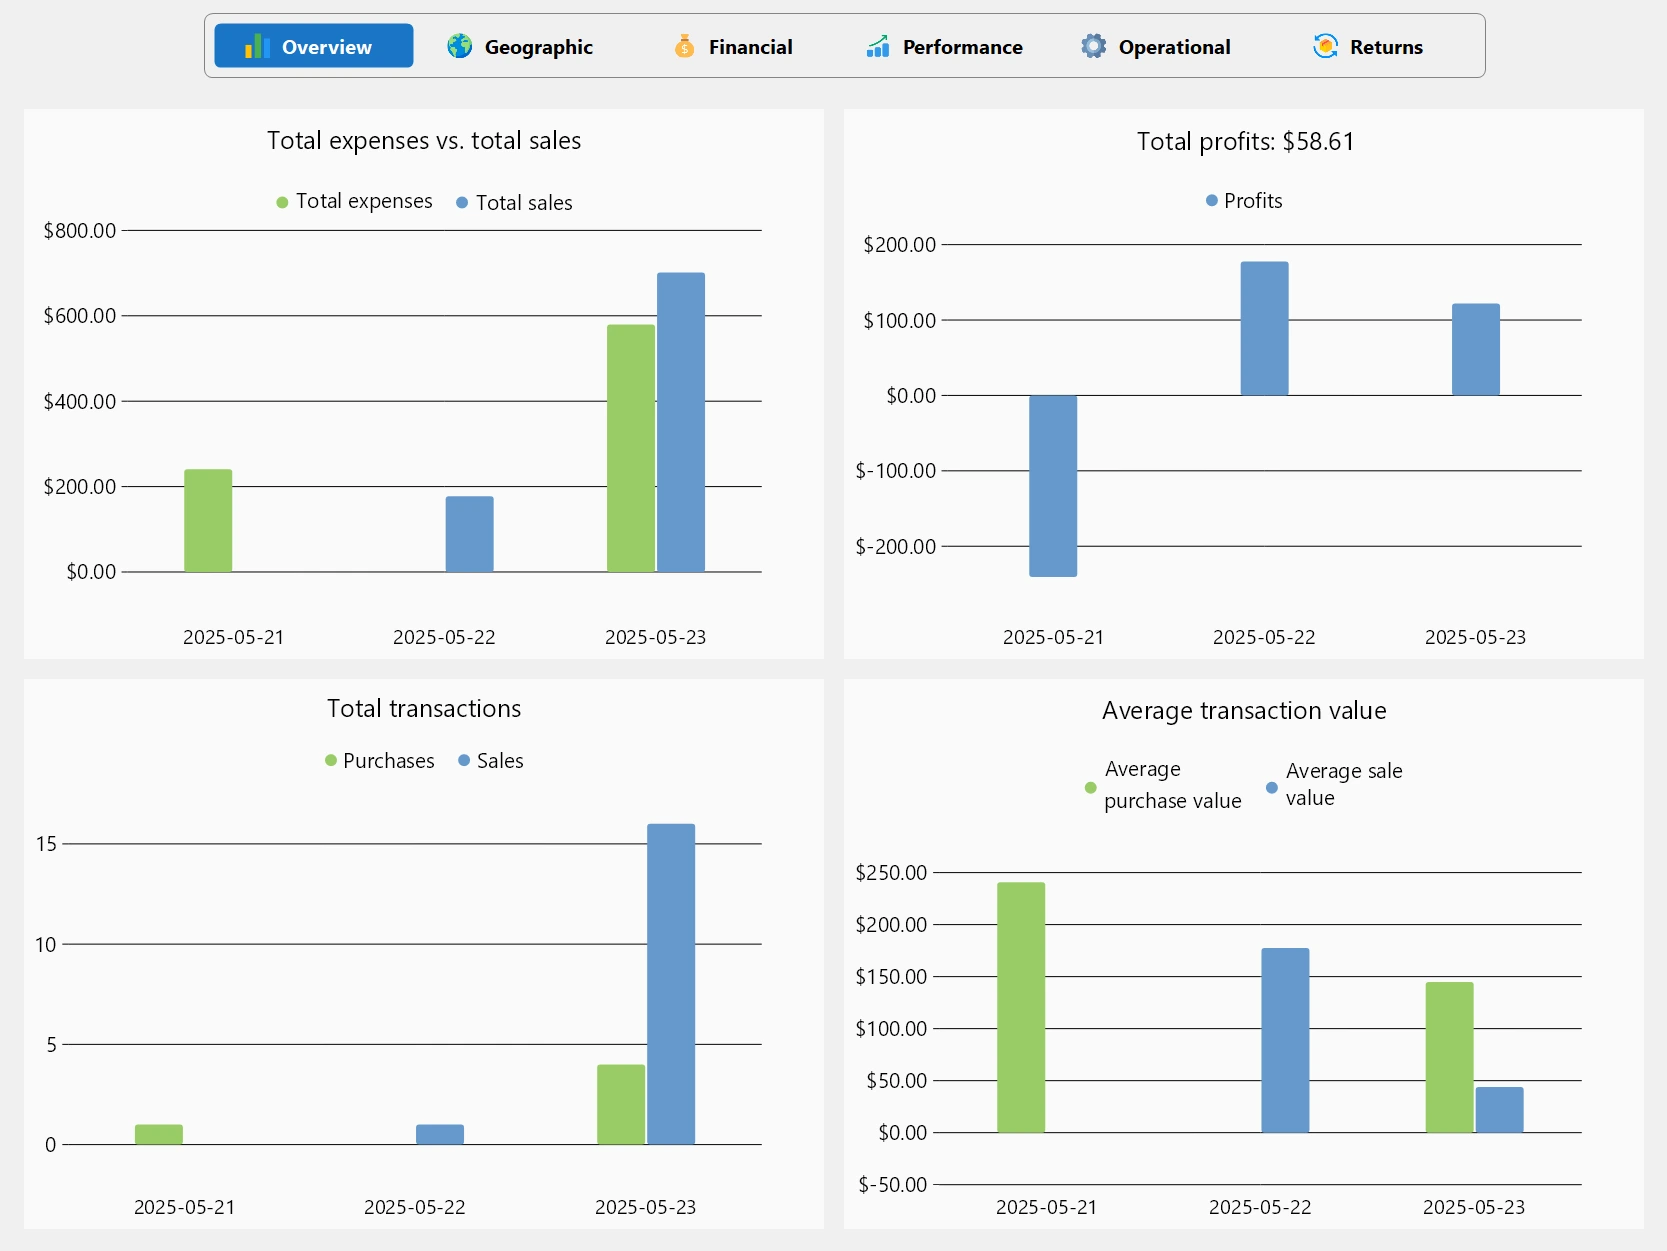 Overview Geographic Financial Performance Operational Returns
Total expenses vs. total sales
Total expenses Total sales
$800.00
$600.00
$400.00
$200.00
$0.00
2025-05-21 2025-05-22 2025-05-23
Total profits: $58.61
Profits
$200.00
$100.00
$0.00
$-100.00
$-200.00
2025-05-21 2025-05-22 2025-05-23
Total transactions
Purchases Sales
15
10
5
0
2025-05-21 2025-05-22 2025-05-23
Average transaction value
Average
purchase value
Average sale
value
$250.00
$200.00
$150.00
$100.00
$50.00
$0.00
$-50.00
2025-05-21 2025-05-22 2025-05-23